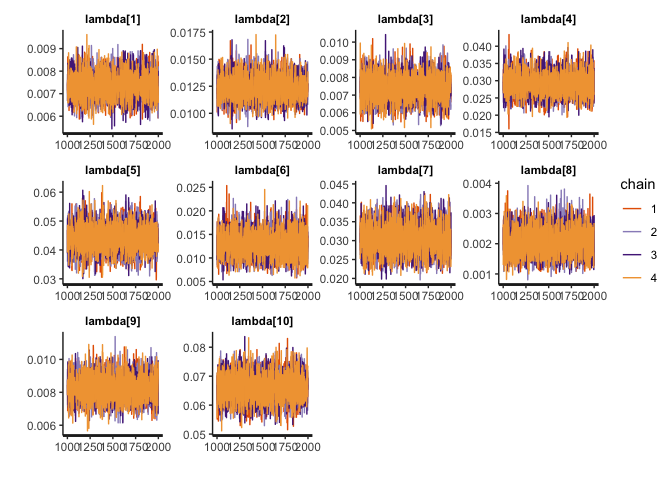 lambda[1] lambda[2] lambda[3] lambda[4]
0.009 0.008 0.007 0.006
0.0175 0.0150 0.0125 0.0100
0.010 0.009 0.008 0.007 0.006 0.005
0.040 0.035 0.030 0.025 0.020 0.015
1000 1250 1500 1750 2000 1000 1250 1500 1750 2000 1000 1250 1500 1750 2000 1000 1250 1500 1750 2000
lambda[5] lambda[6] lambda[7] lambda[8]
0.06 0.05 0.04 0.03
0.025 0.020 0.015 0.010 0.005
0.045 0.040 0.035 0.030 0.025 0.020
0.004 0.003 0.002 0.001
1000 1250 1500 1750 2000 1000 1250 1500 1750 2000 1000 1250 1500 1750 2000 1000 1250 1500 1750 2000
lambda[9] lambda[10]
0.010 0.008 0.006
0.08 0.07 0.06 0.05
1000 1250 1500 1750 2000 1000 1250 1500 1750 2000
chain
1
2
3
4